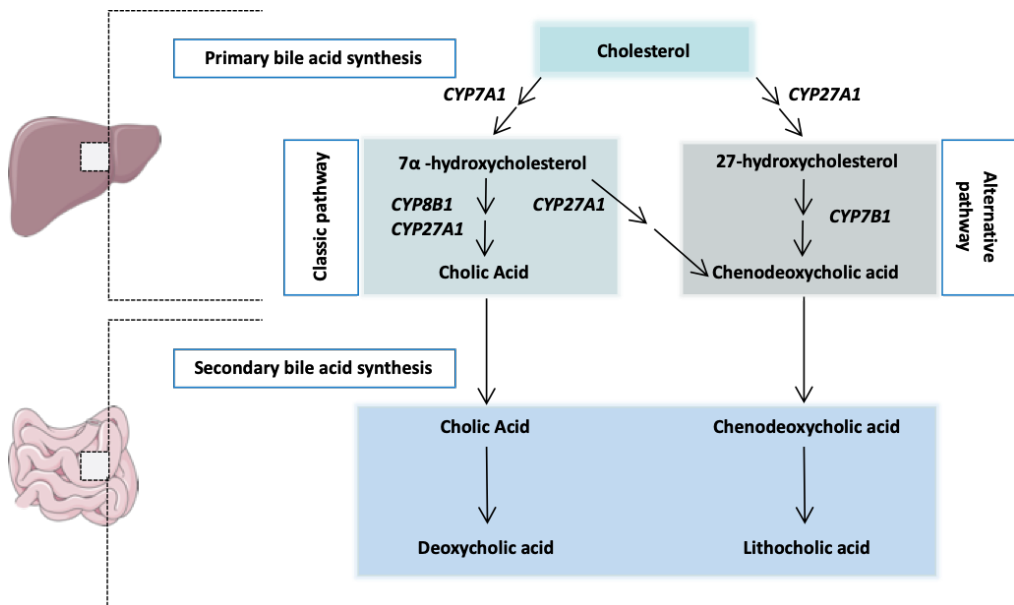 Primary bile acid synthesis
Cholesterol
CYP7A1
CYP27A1
Classic pathway
7α -hydroxycholesterol
CYP8B1
CYP27A1
CYP27A1
Cholic Acid
27-hydroxycholesterol
CYP7B1
Chenodeoxycholic acid
Alternative
pathway
Secondary bile acid synthesis
Cholic Acid
Chenodeoxycholic acid
Deoxycholic acid
Lithocholic acid